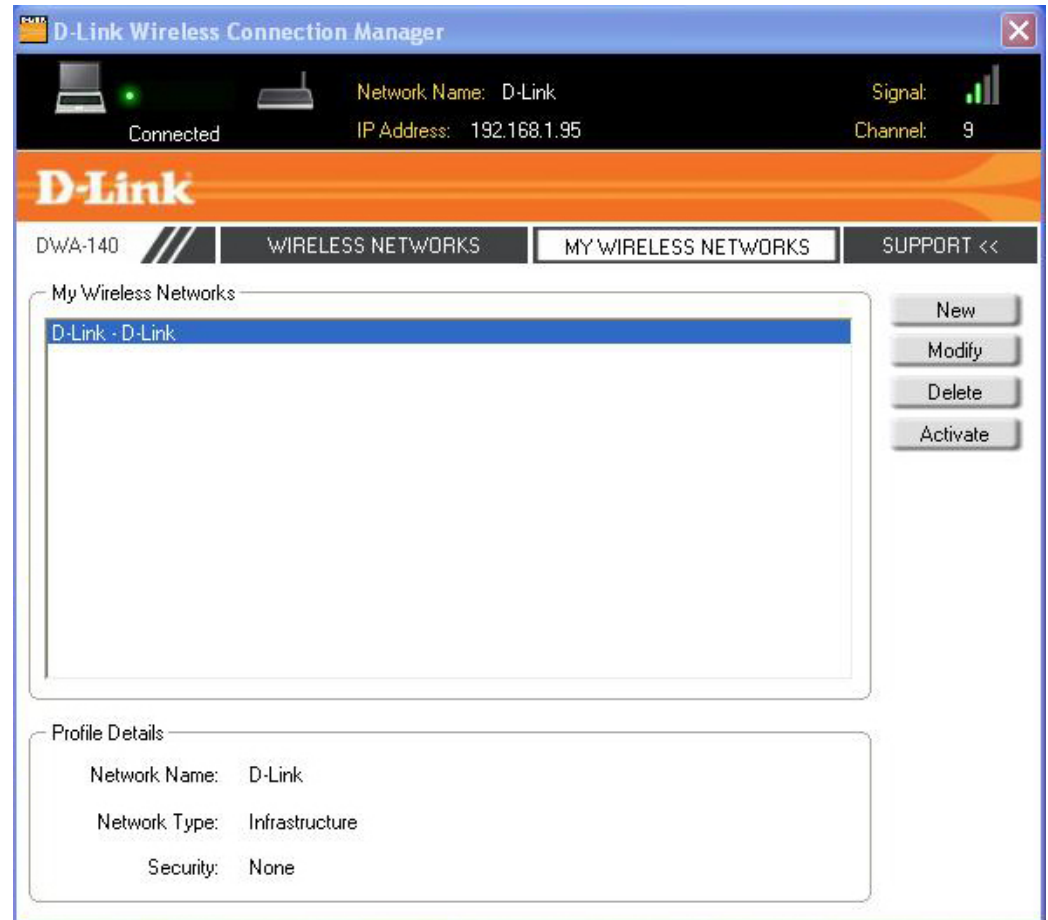 D-Link Wireless Connection Manager
Network Name: D-Link
Signal:
Connected
IP Address: 192.168.1.95
Channel: 9
D-Link
DWA-140
WIRELESS NETWORKS
MY WIRELESS NETWORKS
SUPPORT <<
My Wireless Networks
D-Link - D-Link
New
Modify
Delete
Activate
Profile Details
Network Name: D-Link
Network Type: Infrastructure
Security: None